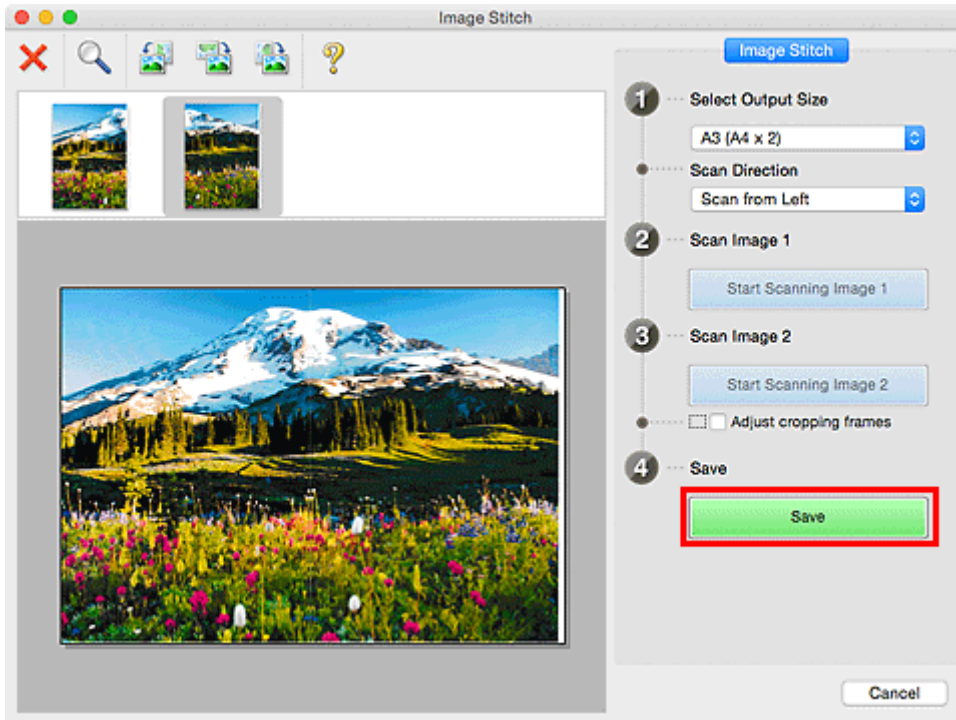 Image Stitch
?
Image Stitch
1 Select Output Size
A3 (A4 x 2)
Scan Direction
Scan from Left
2 Scan Image 1
Start Scanning Image 1
3 Scan Image 2
Start Scanning Image 2
Adjust cropping frames
4 Save
Save
Cancel